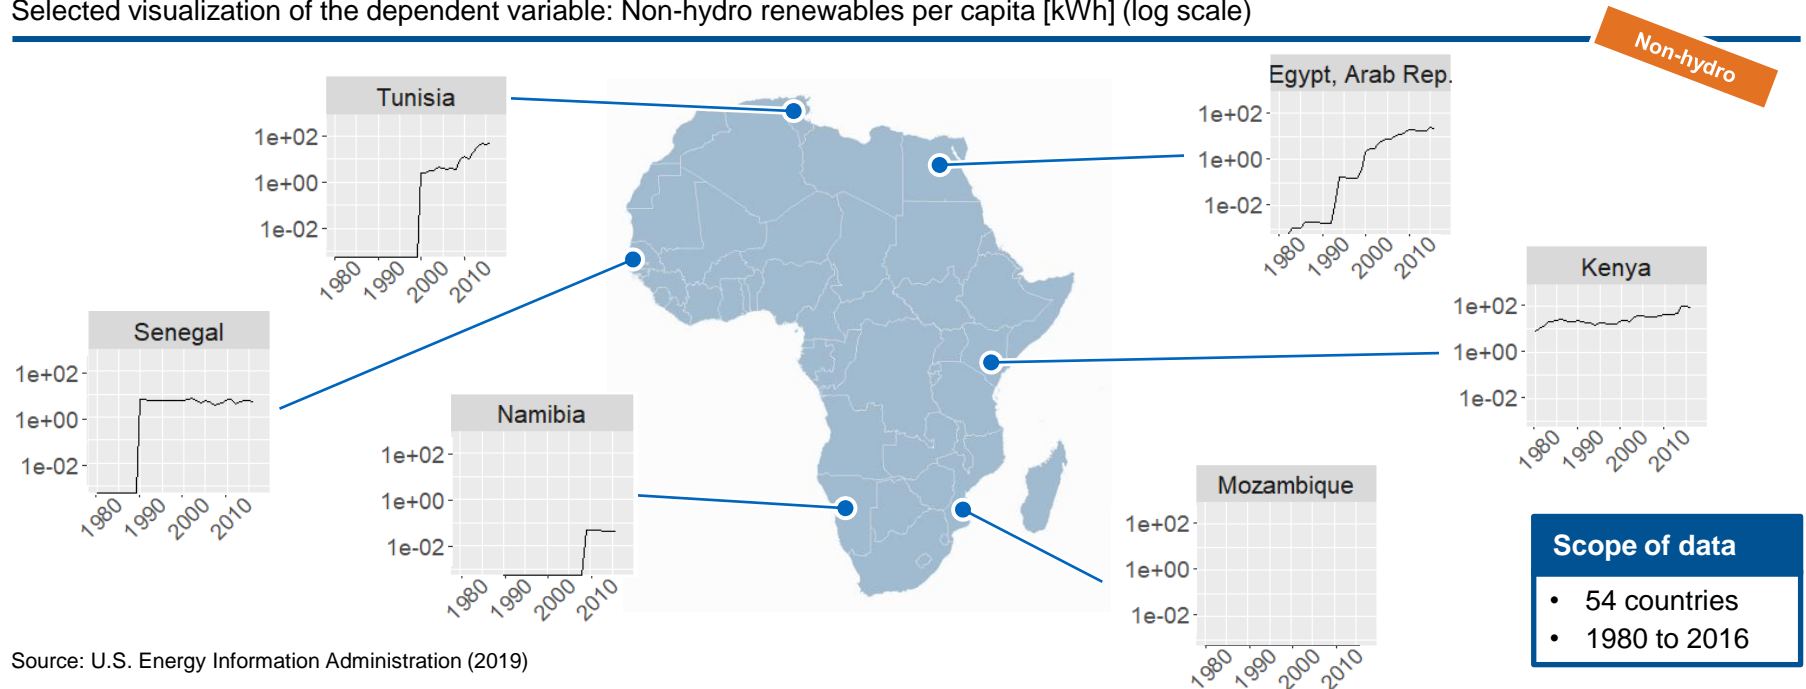 Selected visualization of the dependent variable: Non-hydro renewables per capita [kWh] (log scale)
Non-hydro
Tunisia
1e+02
1e+00
1e-02
1980 1990 2000 2010
Egypt, Arab Rep.
1e+02
1e+00
1e-02
1980 1990 2000 2010
Senegal
1e+02
1e+00
1e-02
1980 1990 2000 2010
Kenya
1e+02
1e+00
1e-02
1980 1990 2000 2010
Namibia
1e+02
1e+00
1e-02
1980 1990 2000 2010
Mozambique
1e+02
1e+00
1e-02
1980 1990 2000 2010
Scope of data
• 54 countries
• 1980 to 2016
Source: U.S. Energy Information Administration (2019)